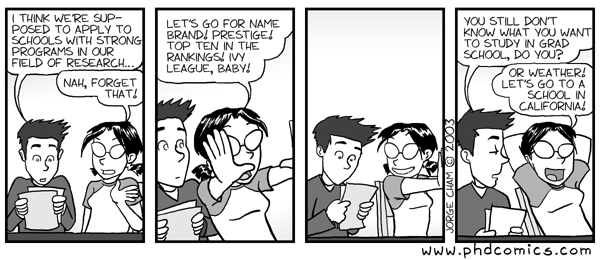 I THINK WE'RE SUP-
POSED TO APPLY TO
SCHOOLS WITH STRONG
PROGRAMS IN OUR
FIELD OF RESEARCH...
NAH, FORGET
THAT!
LET'S GO FOR NAME
BRAND! PRESTIGE!
TOP TEN IN THE
RANKINGS! IVY
LEAGUE, BABY!
JORGE CHAM © 2003
YOU STILL DON'T
KNOW WHAT YOU WANT
TO STUDY IN GRAD
SCHOOL, DO YOU?
OR WEATHER!
LET'S GO TO A
SCHOOL IN
CALIFORNIA!
www.phdcomics.com